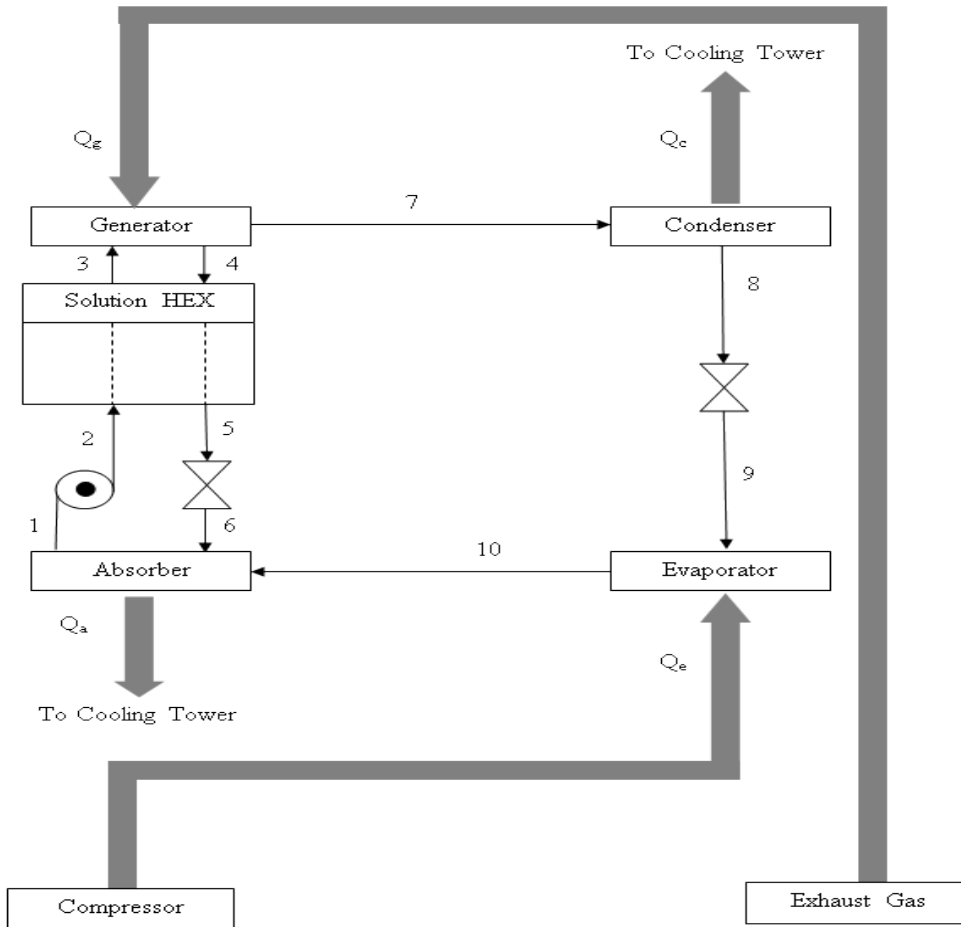 To Cooling Tower
Qg
Qc
7
Generator
Condenser
3
4
8
Solution HEX
2
5
9
1
6
10
Absorber
Evaporator
Qa
Qe
To Cooling Tower
Compressor
Exhaust Gas